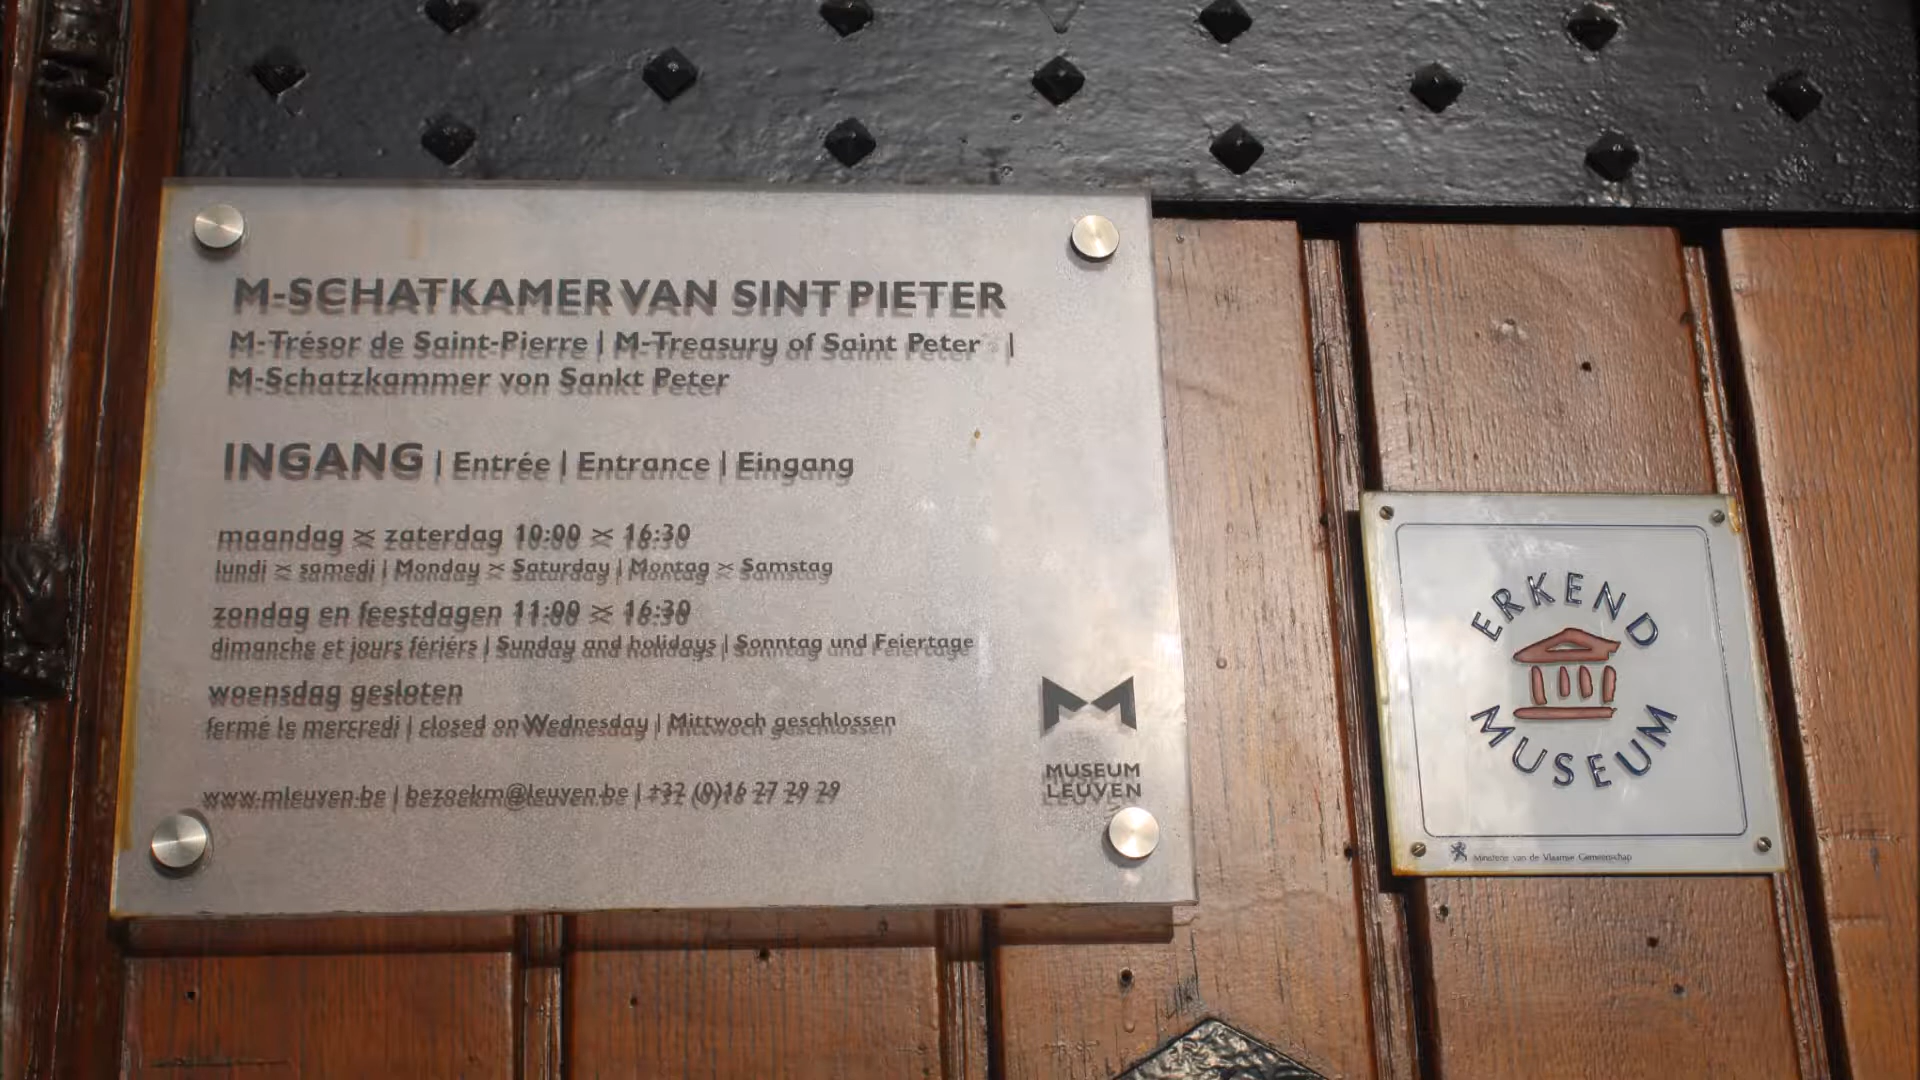 M-SCHATKAMER VAN SINT PIETER
M-Trésor de Saint-Pierre | M-Treasury of Saint Peter |
M-Schatzkammer von Sankt Peter
INGANG | Entrée | Entrance | Eingang
maandag >< zaterdag 10:00 >< 16:30
lundi >< samedi | Monday >< Saturday | Montag >< Samstag
zondag en feestdagen 11:00 >< 16:30
dimanche et jours fériérs | Sunday and holidays | Sonntag und Feiertage
woensdag gesloten
fermé le mercredi | closed on Wednesday | Mittwoch geschlossen
www.mleuven.be | bezoekm@leuven.be | +32 (0)16 27 29 29
M
MUSEUM
LEUVEN
ERKEND
MUSEUM
Ministerie van de Vlaamse Gemeenschap